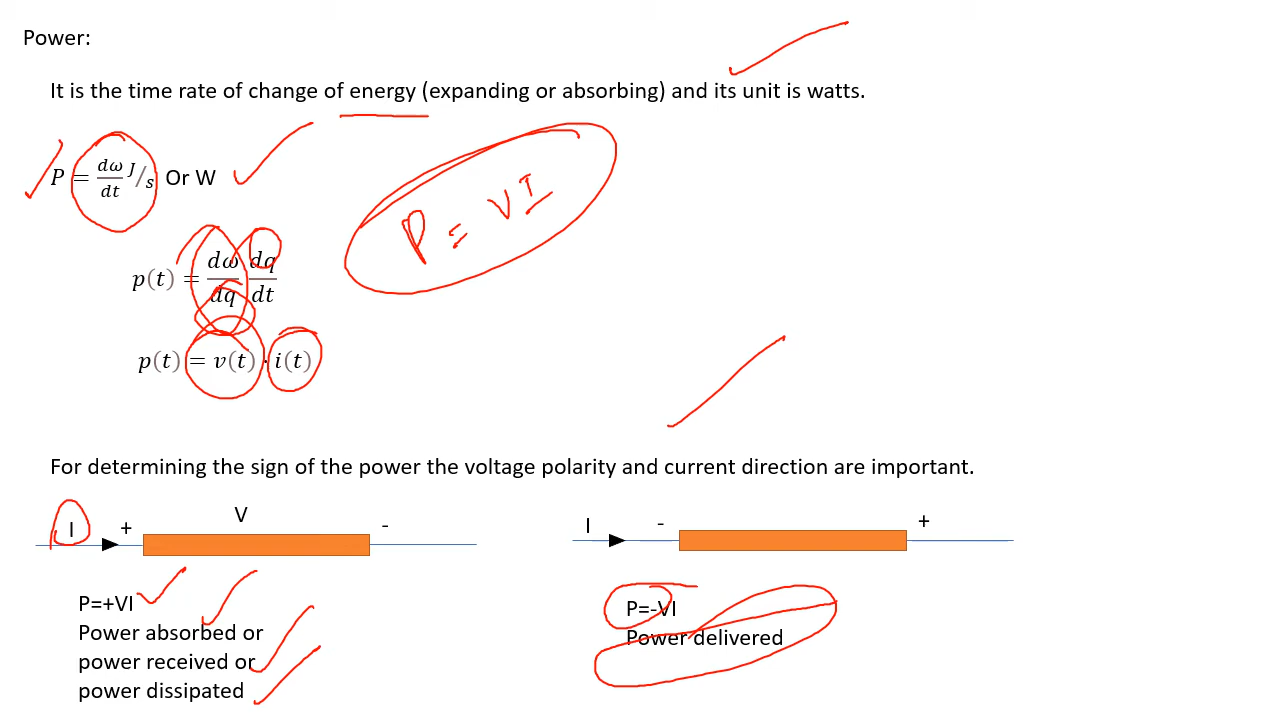 Power:
It is the time rate of change of energy (expanding or absorbing) and its unit is watts.
P = dω/dt J/s Or W
P = VI
p(t) = dω/dq dq/dt
p(t) = v(t) · i(t)
For determining the sign of the power the voltage polarity and current direction are important.
I + V -
I - +
P=+VI
Power absorbed or
power received or
power dissipated
P=-VI
Power delivered